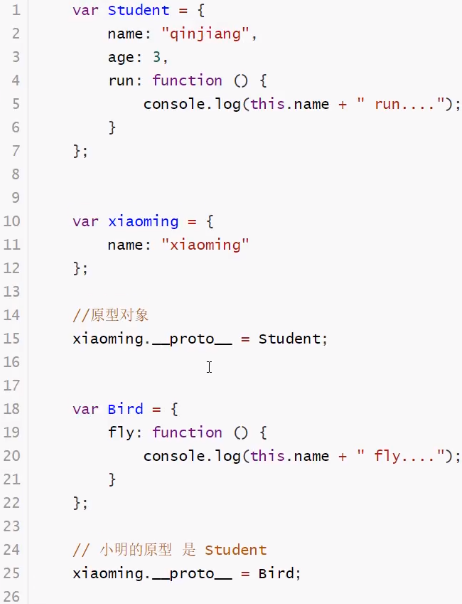 1 var Student = {
2 name: "qinjiang",
3 age: 3,
4 run: function () {
5 console.log(this.name + " run....");
6 }
7 };
8
9
10 var xiaoming = {
11 name: "xiaoming"
12 };
13
14 //原型对象
15 xiaoming.__proto__ = Student;
16
17
18 var Bird = {
19 fly: function () {
20 console.log(this.name + " fly....");
21 }
22 };
23
24 // 小明的原型 是 Student
25 xiaoming.__proto__ = Bird;
26